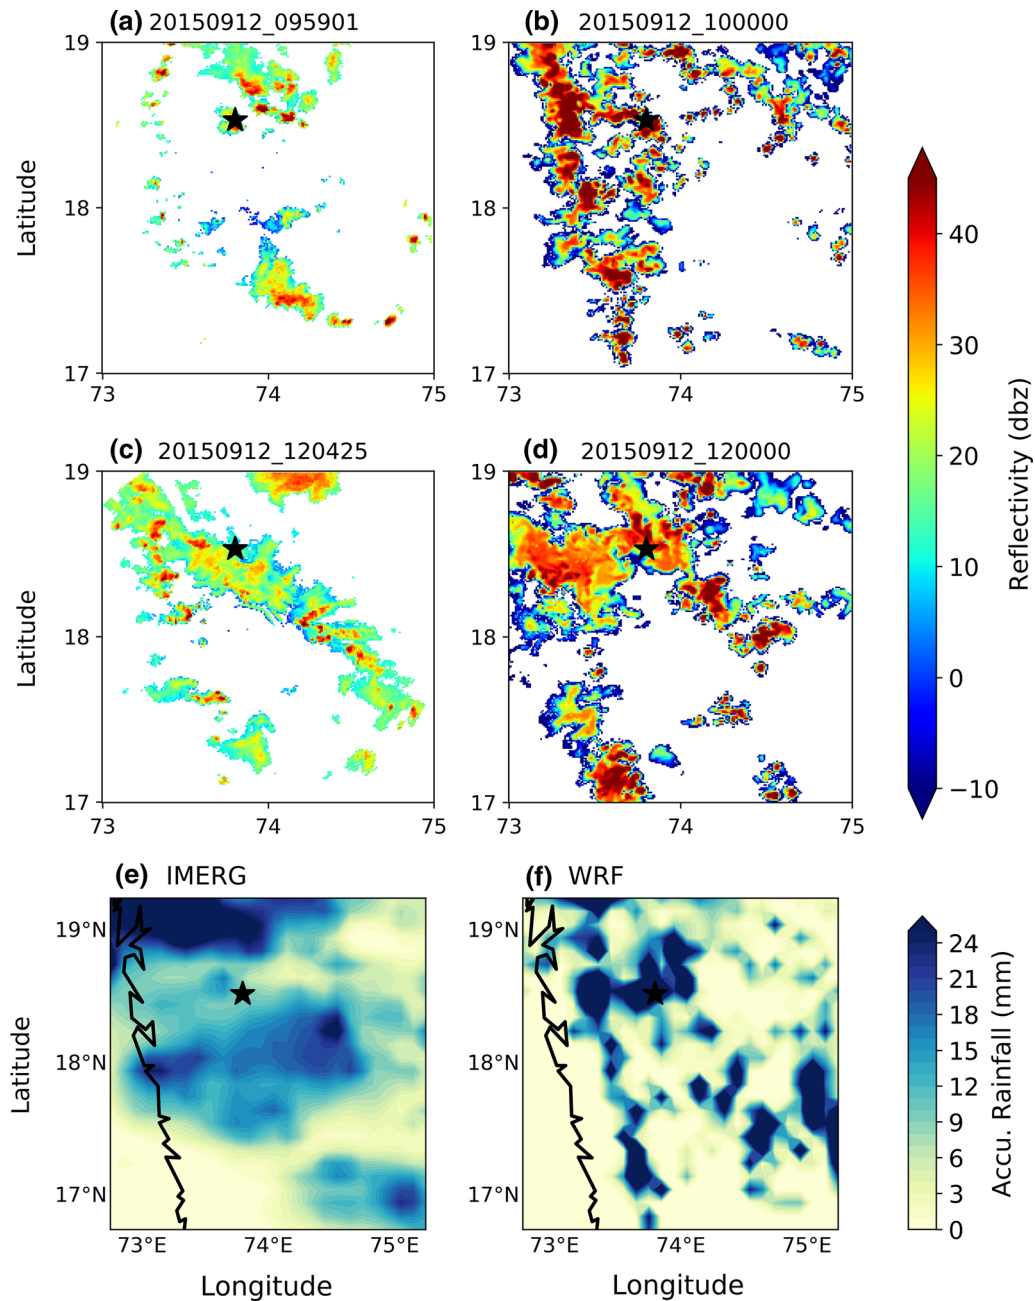 (a) 20150912_095901
(b) 20150912_100000
19
18
17
Latitude
73
74
75
73
74
75
(c) 20150912_120425
(d) 20150912_120000
19
18
17
Latitude
73
74
75
19
18
17
73
74
75
40
30
20
10
0
−10
Reflectivity (dbz)
(e) IMERG
(f) WRF
19°N
18°N
17°N
Latitude
73°E
74°E
75°E
Longitude
19°N
18°N
17°N
73°E
74°E
75°E
Longitude
24
21
18
15
12
9
6
3
0
Accu. Rainfall (mm)
19
18
17